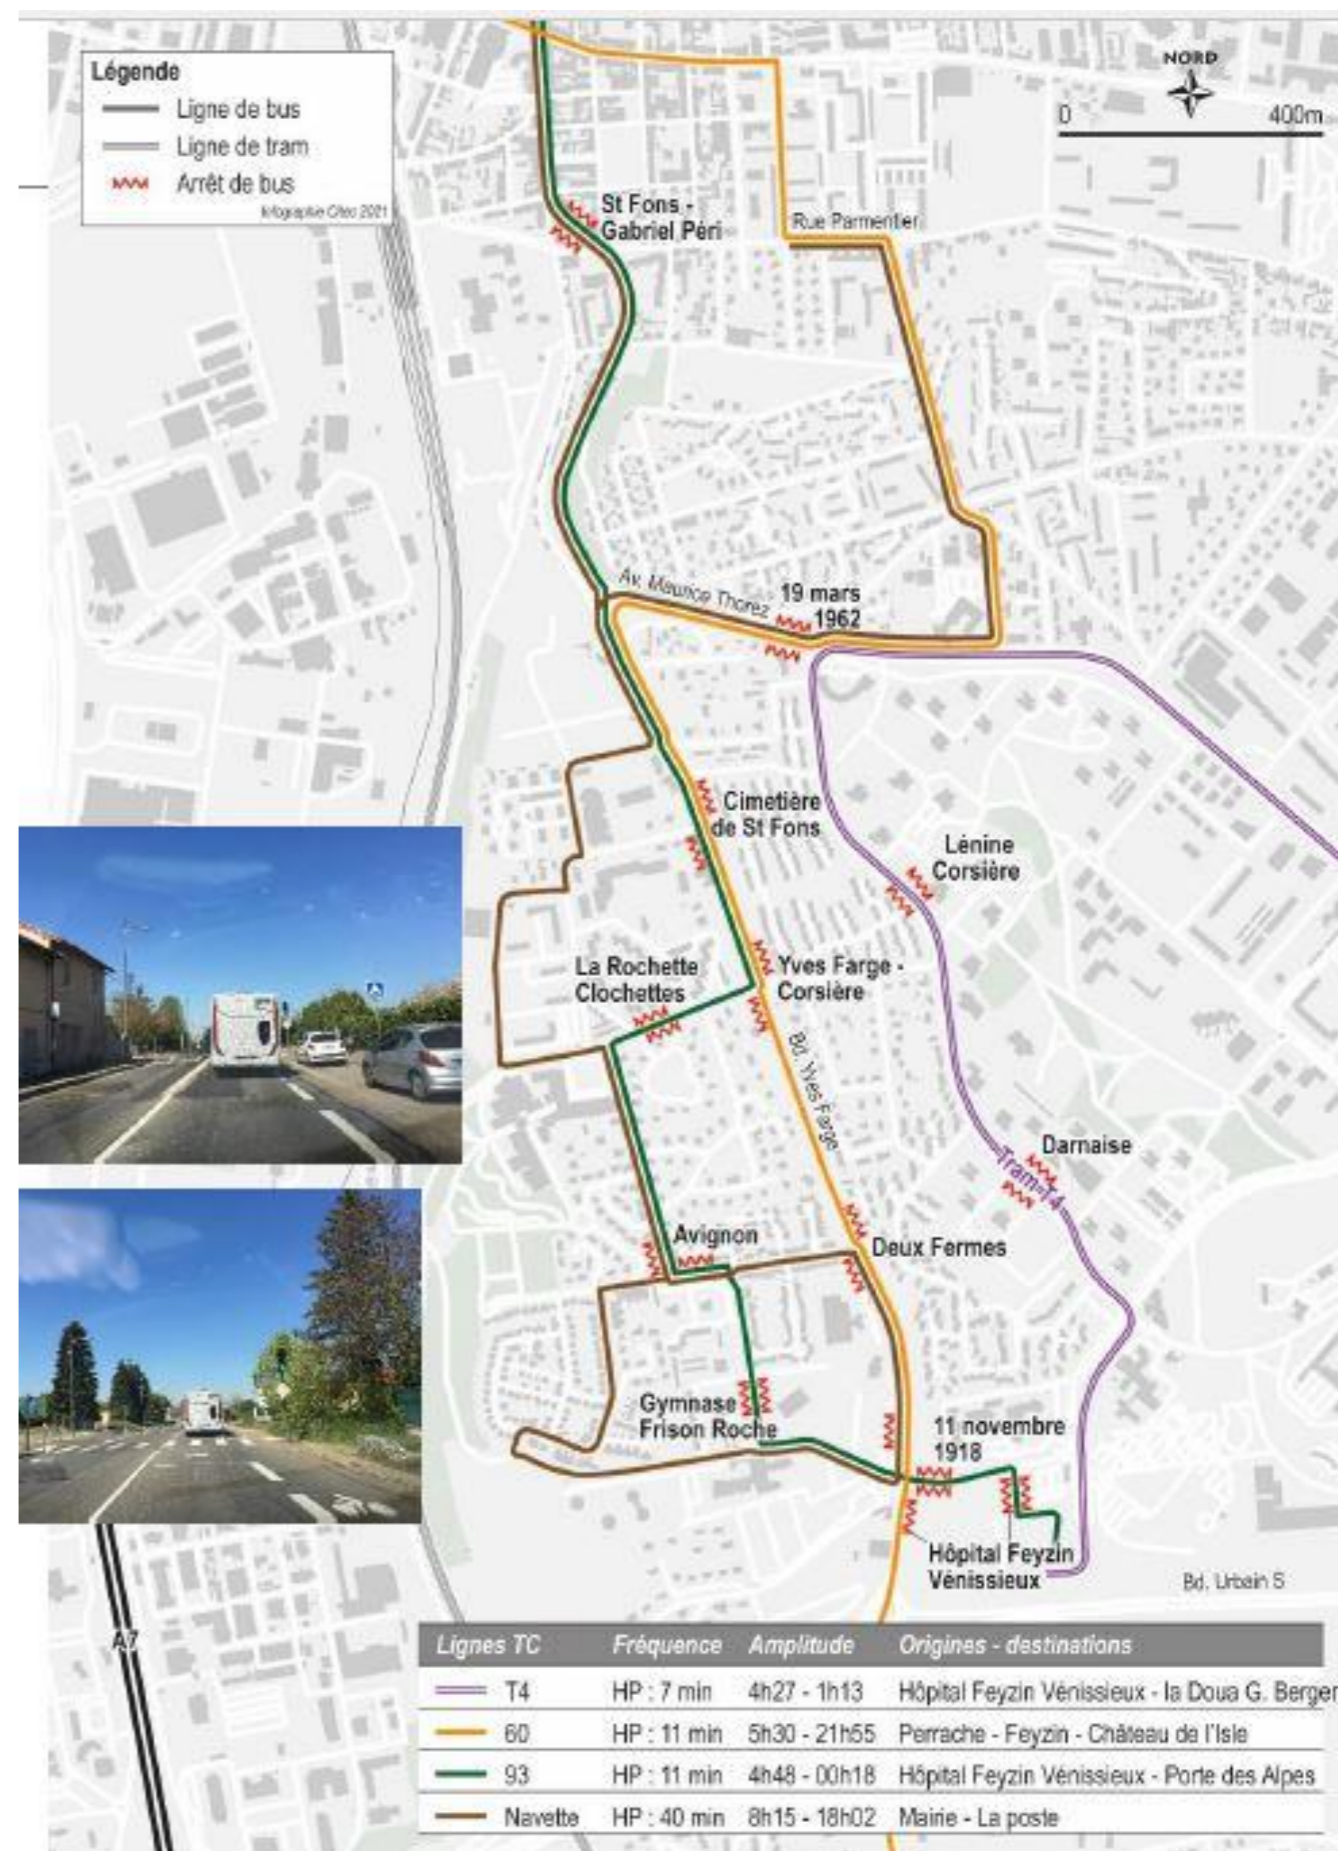 Légende
Ligne de bus
Ligne de tram
Arrêt de bus
Infographie Citec 2021
NORD
0 400m
St Fons -
Gabriel Péri
Rue Parmentier
Av. Maurice Thorez
19 mars
1962
Cimetière
de St Fons
Lénine
Corsière
La Rochette
Clochettes
Yves Farge -
Corsière
Bd. Yves Farge
Darnaise
Tram T4
Avignon
Deux Fermes
Gymnase
Frison Roche
11 novembre
1918
Hôpital Feyzin
Vénissieux
Bd. Urbain S
A7
Lignes TC Fréquence Amplitude Origines - destinations
T4 HP : 7 min 4h27 - 1h13 Hôpital Feyzin Vénissieux - la Doua G. Berger
60 HP : 11 min 5h30 - 21h55 Perrache - Feyzin - Château de l'Isle
93 HP : 11 min 4h48 - 00h18 Hôpital Feyzin Vénissieux - Porte des Alpes
Navette HP : 40 min 8h15 - 18h02 Mairie - La poste